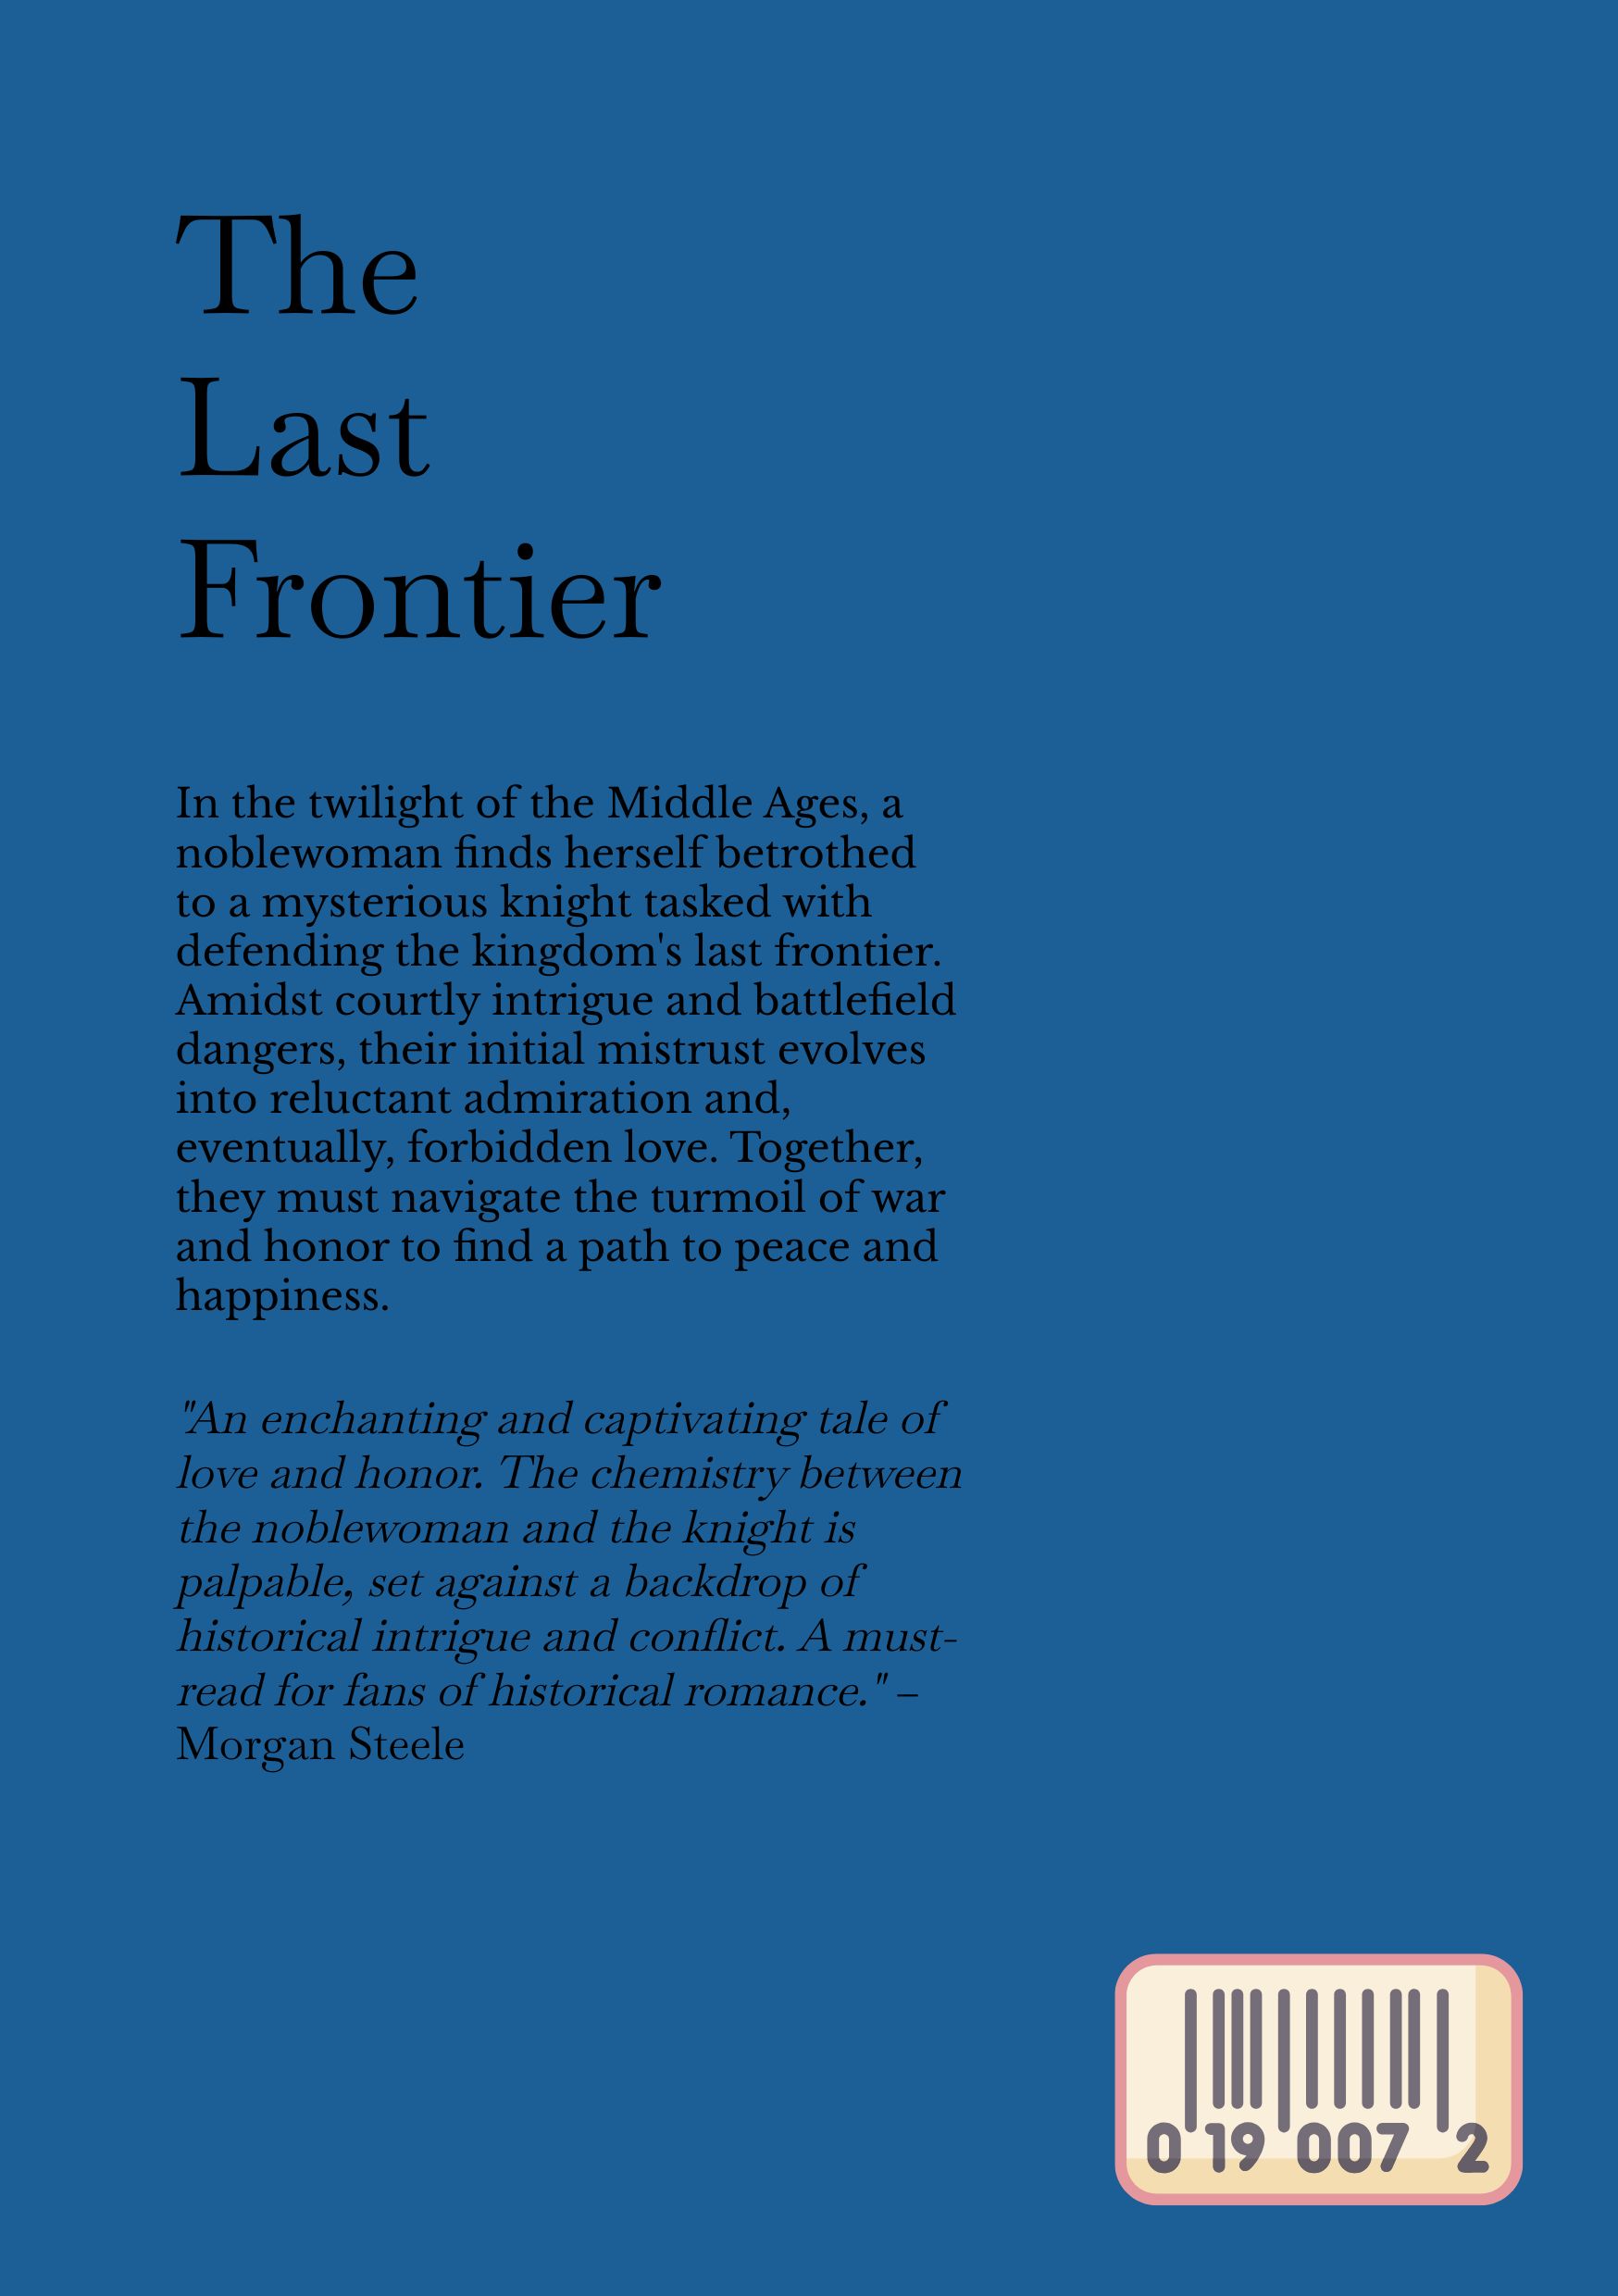 The
Last
Frontier
In the twilight of the Middle Ages, a
noblewoman finds herself betrothed
to a mysterious knight tasked with
defending the kingdom's last frontier.
Amidst courtly intrigue and battlefield
dangers, their initial mistrust evolves
into reluctant admiration and,
eventually, forbidden love. Together,
they must navigate the turmoil of war
and honor to find a path to peace and
happiness.
"An enchanting and captivating tale of
love and honor. The chemistry between
the noblewoman and the knight is
palpable, set against a backdrop of
historical intrigue and conflict. A must-
read for fans of historical romance." –
Morgan Steele
0 19 007 2